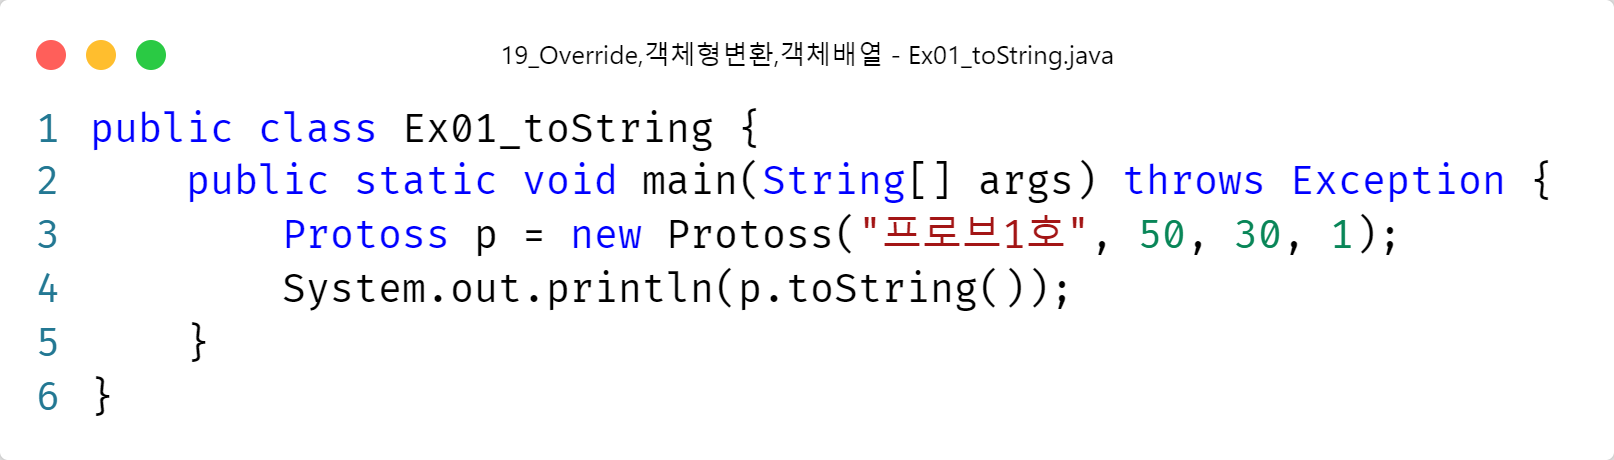 19_Override,객체형변환,객체배열 - Ex01_toString.java
1 public class Ex01_toString {
2     public static void main(String[] args) throws Exception {
3         Protoss p = new Protoss("프로브1호", 50, 30, 1);
4         System.out.println(p.toString());
5     }
6 }